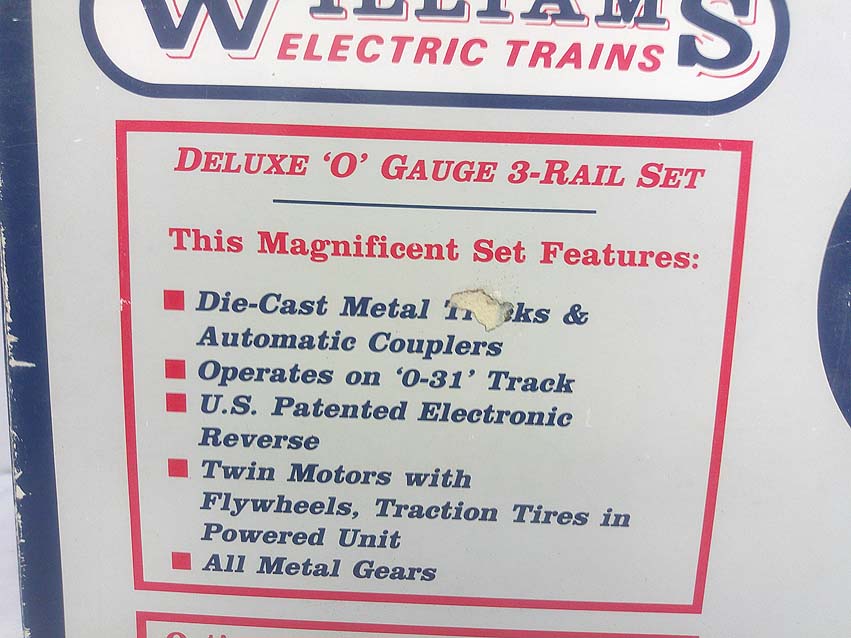 WILLIAMS
ELECTRIC TRAINS
DELUXE 'O' GAUGE 3-RAIL SET
This Magnificent Set Features:
Die-Cast Metal &
Automatic Couplers
Operates on '0-31' Track
U.S. Patented Electronic
Reverse
Twin Motors with
Flywheels, Traction Tires in
Powered Unit
All Metal Gears